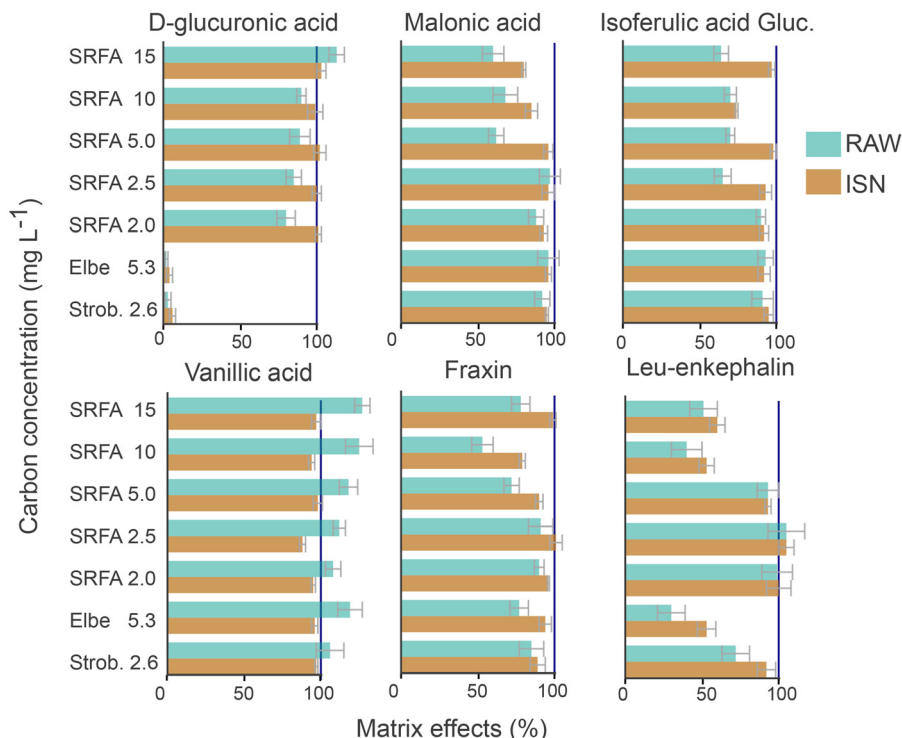 D-glucuronic acid
Malonic acid
Isoferulic acid Gluc.
SRFA 15
SRFA 10
SRFA 5.0
SRFA 2.5
SRFA 2.0
Elbe 5.3
Strob. 2.6
0 50 100
0 50 100
0 50 100
RAW
ISN
Carbon concentration (mg L⁻¹)
Vanillic acid
Fraxin
Leu-enkephalin
SRFA 15
SRFA 10
SRFA 5.0
SRFA 2.5
SRFA 2.0
Elbe 5.3
Strob. 2.6
0 50 100
0 50 100
0 50 100
Matrix effects (%)